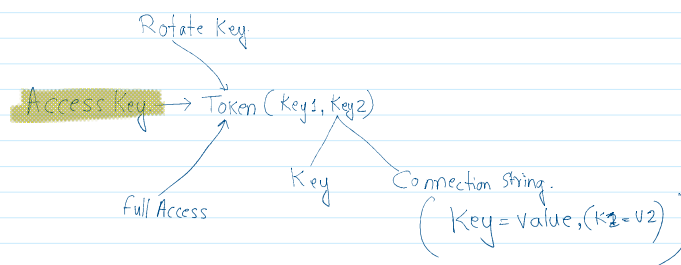 Rotate Key.
Access Key. → Token (Key1, Key2)
Key
Connection String.
Full Access
(Key = value, (K2 = V2)